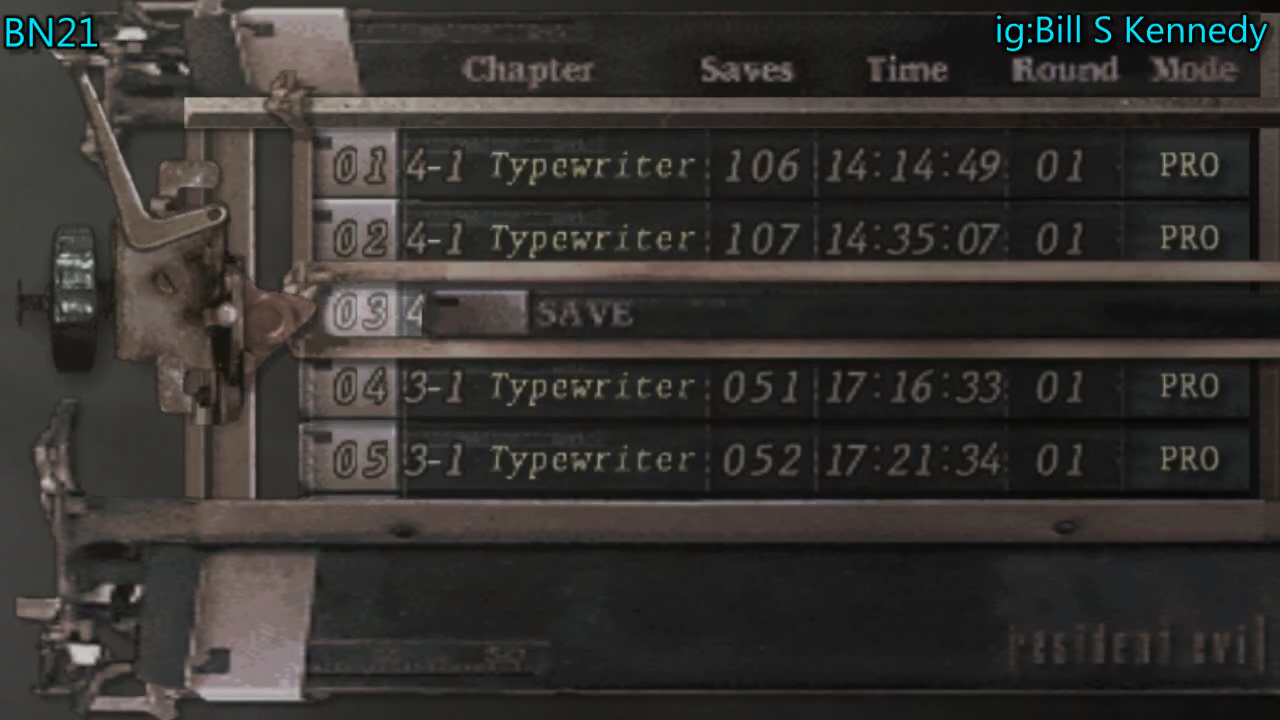 BN21
ig:Bill S Kennedy
Chapter Saves Time Round Mode
01 4-1 Typewriter 106 14:14:49 01 PRO
02 4-1 Typewriter 107 14:35:07 01 PRO
03 4 SAVE
04 3-1 Typewriter 051 17:16:33 01 PRO
05 3-1 Typewriter 052 17:21:34 01 PRO
resident evil